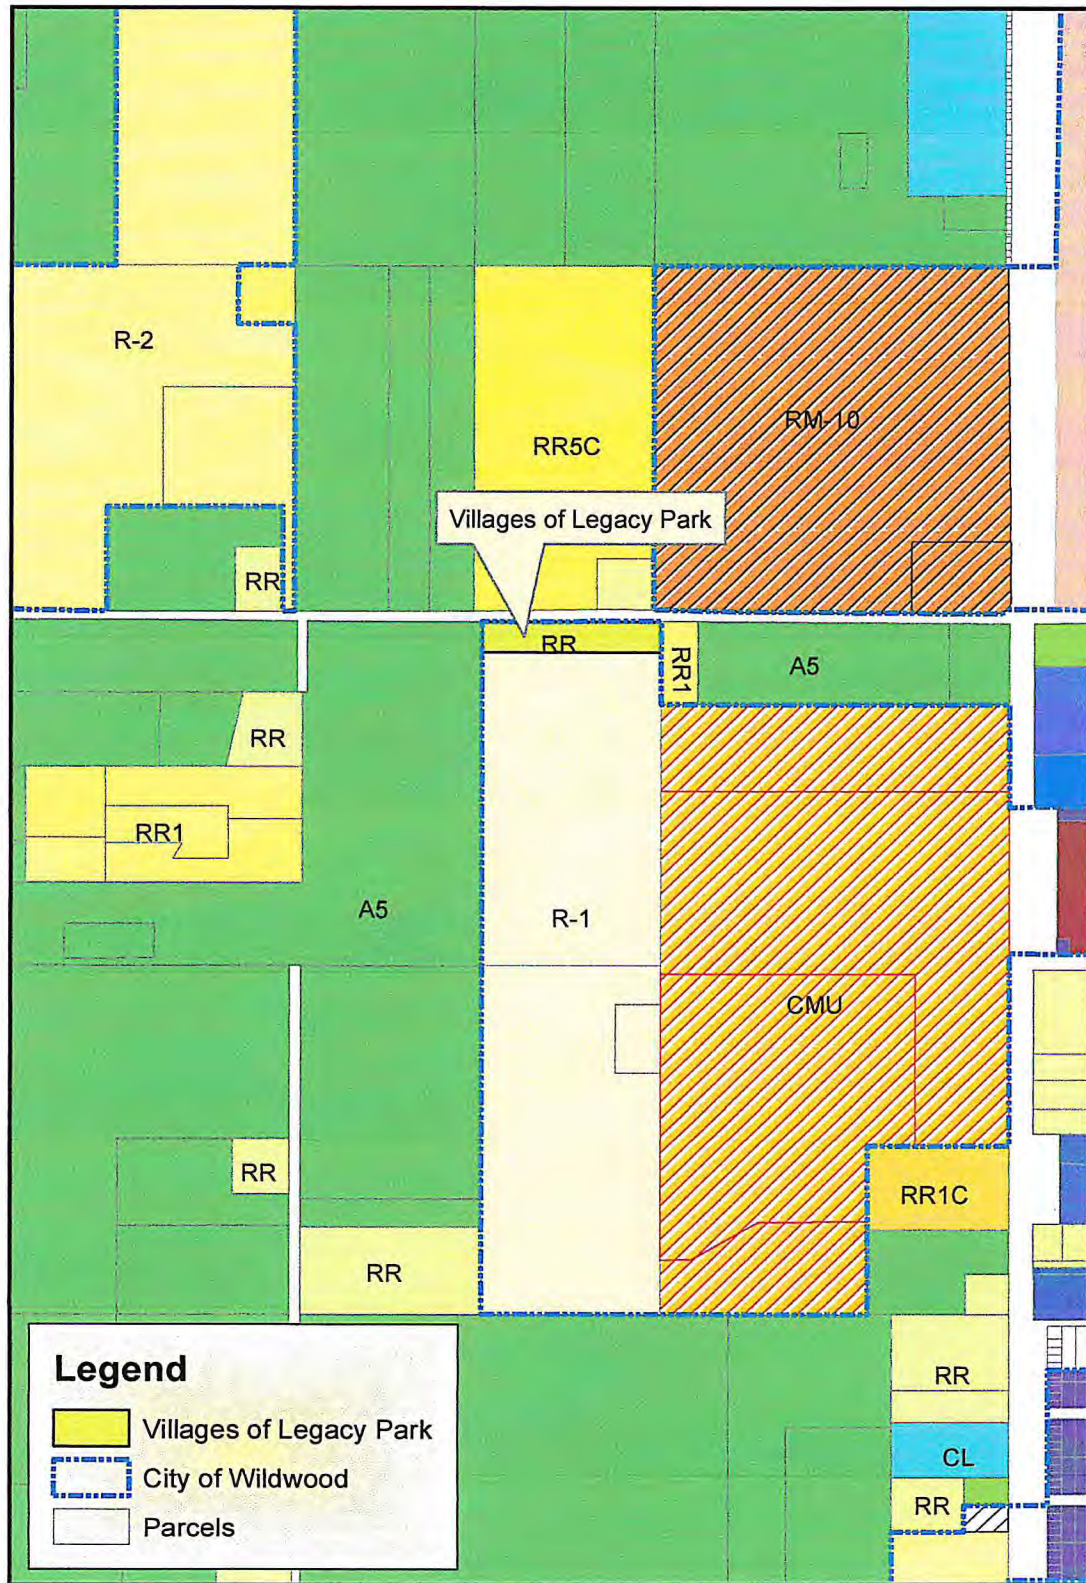 R-2
RM-10
RR5C
Villages of Legacy Park
RR
RR
RR1
A5
RR
RR1
A5
R-1
CMU
RR
RR1C
RR
Legend
Villages of Legacy Park
City of Wildwood
Parcels
RR
CL
RR